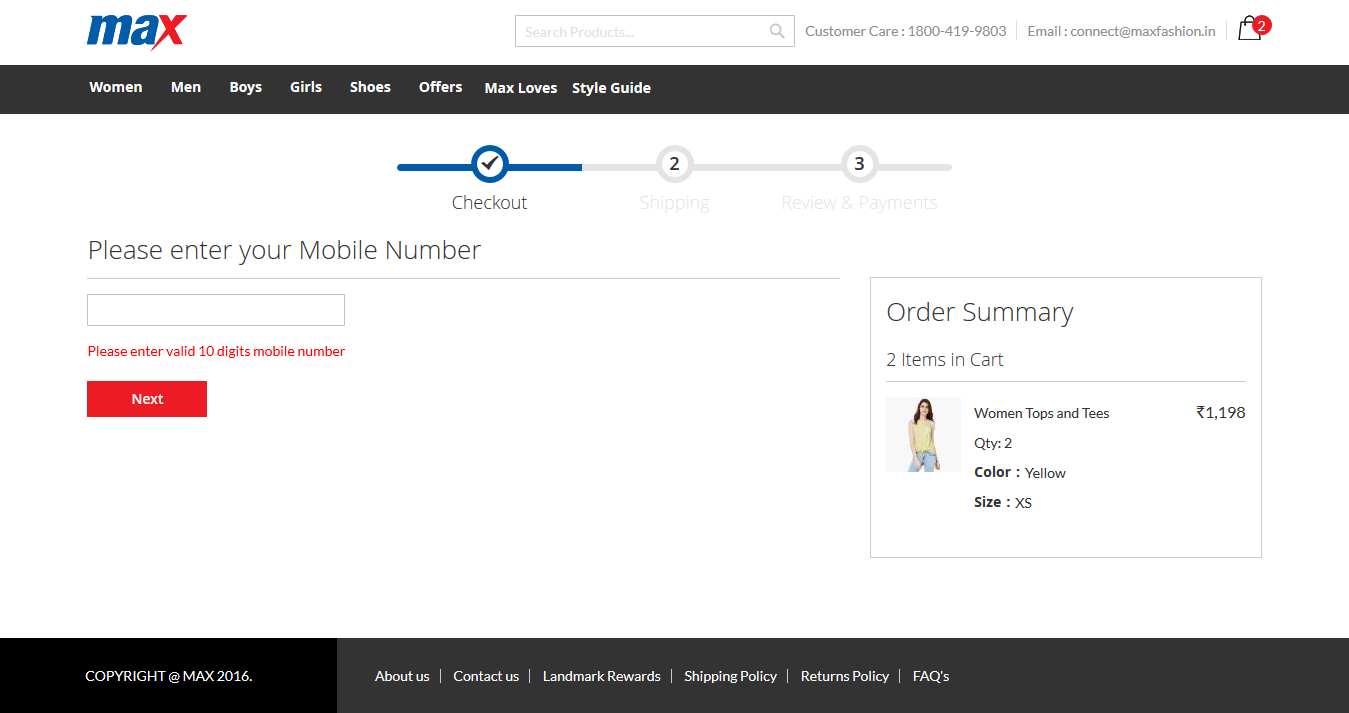 max
Search Products...
Customer Care : 1800-419-9803
Email : connect@maxfashion.in
2
Women Men Boys Girls Shoes Offers Max Loves Style Guide
2 3
Checkout Shipping Review & Payments
Please enter your Mobile Number
Please enter valid 10 digits mobile number
Next
Order Summary
2 Items in Cart
Women Tops and Tees ₹1,198
Qty: 2
Color : Yellow
Size : XS
COPYRIGHT @ MAX 2016.
About us | Contact us | Landmark Rewards | Shipping Policy | Returns Policy | FAQ's